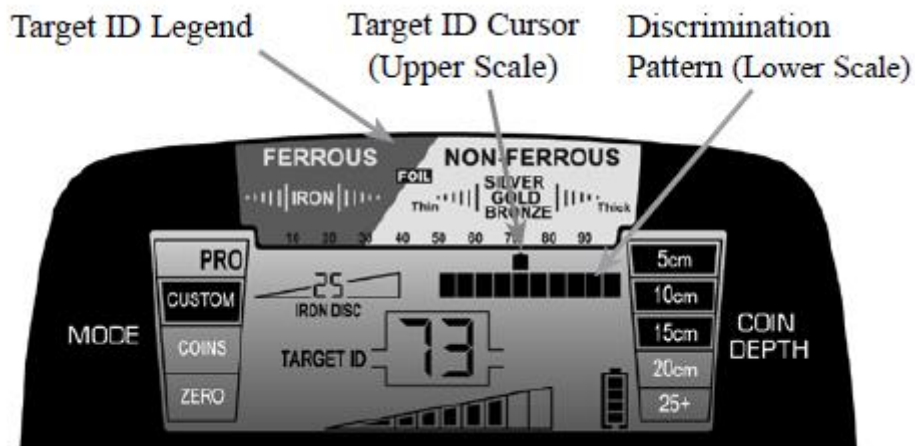 Target ID Legend
Target ID Cursor
(Upper Scale)
Discrimination
Pattern (Lower Scale)
FERROUS
NON-FERROUS
FOIL
IRON
Thin
SILVER
GOLD
BRONZE
Thick
10 20 30 40 50 60 70 80 90
MODE
PRO
CUSTOM
COINS
ZERO
25
IRON DISC
TARGET ID
73
5cm
10cm
15cm
20cm
25+
COIN
DEPTH